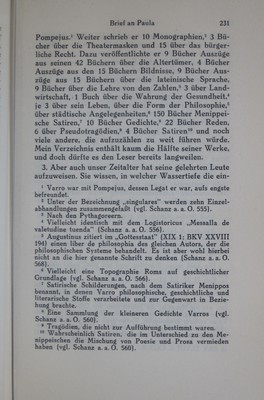 Brief an Paula 231
Pompejus.¹ Weiter schrieb er 10 Monographien,² 3 Bü-
cher über die Theatermasken und 15 über das bürger-
liche Recht. Dazu veröffentlichte er 9 Bücher Auszüge
aus seinen 42 Büchern über die Altertümer, 4 Bücher
Auszüge aus den 15 Büchern Bildnisse, 9 Bücher Aus-
züge aus 15 Büchern über die lateinische Sprache,
9 Bücher über die Lehre von den Zahlen,³ 3 über Land-
wirtschaft, 1 Buch über die Wahrung der Gesundheit,⁴
je 3 über sein Leben, über die Form der Philosophie,⁵
über städtische Angelegenheiten,⁶ 150 Bücher Menippei-
sche Satiren,⁷ 10 Bücher Gedichte,⁸ 22 Bücher Reden,
6 über Pseudotragödien,⁹ 4 Bücher Satiren¹⁰ und noch
viele andere, die aufzuzählen zu weit führen würde.
Mein Verzeichnis enthält kaum die Hälfte seiner Werke,
und doch dürfte es den Leser bereits langweilen.
3. Aber auch unser Zeitalter hat seine gelehrten Leute
aufzuweisen. Sie wissen, in welcher Wassertiefe die ein-
¹ Varro war mit Pompejus, dessen Legat er war, aufs engste
befreundet.
² Unter der Bezeichnung „singulares" werden zehn Einzel-
abhandlungen zusammengefaßt (vgl. Schanz a. a. O. 555).
³ Nach den Pythagoreern.
⁴ Vielleicht identisch mit dem Logistoricus „Messalla de
valetudine tuenda" (Schanz a. a. O. 556).
⁵ Augustinus zitiert im „Gottesstaat" (XIX 1; BKV XXVIII
194) einen liber de philosophia des gleichen Autors, der die
philosophischen Systeme behandelt. Es ist aber wohl hierbei
nicht an die hier genannte Schrift zu denken (Schanz a. a. O.
568).
⁶ Vielleicht eine Topographie Roms auf geschichtlicher
Grundlage (vgl. Schanz a. a. O. 566).
⁷ Satirische Schilderungen, nach dem Satiriker Menippos
benannt, in denen Varro philosophische, geschichtliche und
literarische Stoffe verarbeitete und zur Gegenwart in Bezie-
hung brachte.
⁸ Eine Sammlung der kleineren Gedichte Varros (vgl.
Schanz a. a. O. 560).
⁹ Tragödien, die nicht zur Aufführung bestimmt waren.
¹⁰ Wahrscheinlich Satiren, die im Unterschied zu den Me-
nippeischen die Mischung von Poesie und Prosa vermieden
haben (vgl. Schanz a. a. O. 560).